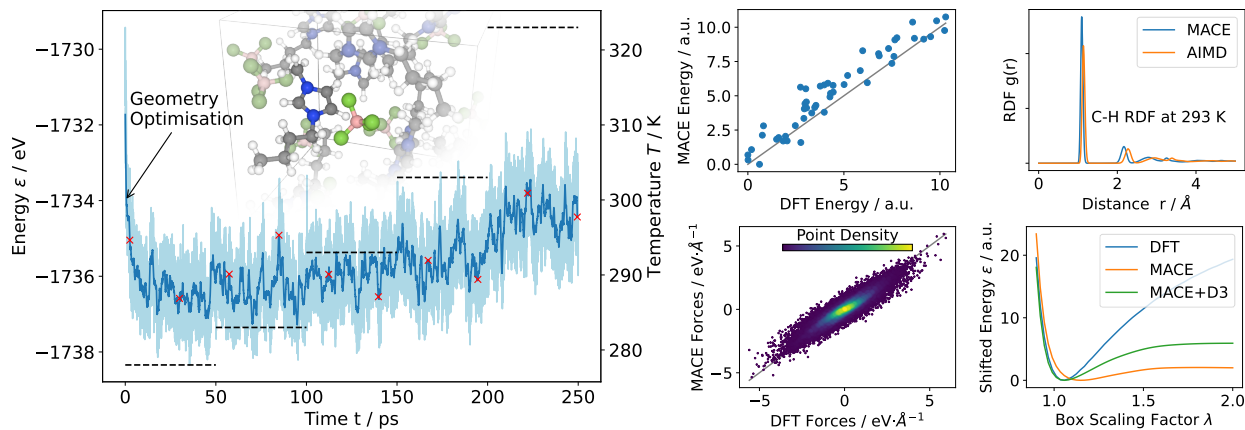 −1730
−1732
−1734
−1736
−1738
Energy ε / eV
Geometry
Optimisation
0
50
100
150
200
250
Time t / ps
320
310
300
290
280
Temperature T / K
10.0
7.5
5.0
2.5
0.0
MACE Energy / a.u.
0
5
10
DFT Energy / a.u.
RDF g(r)
MACE
AIMD
C-H RDF at 293 K
0
2
4
Distance r / Å
5
0
−5
MACE Forces / eV·Å⁻¹
Point Density
−5
0
5
DFT Forces / eV·Å⁻¹
20
10
0
Shifted Energy ε / a.u.
DFT
MACE
MACE+D3
1.0
1.5
2.0
Box Scaling Factor λ